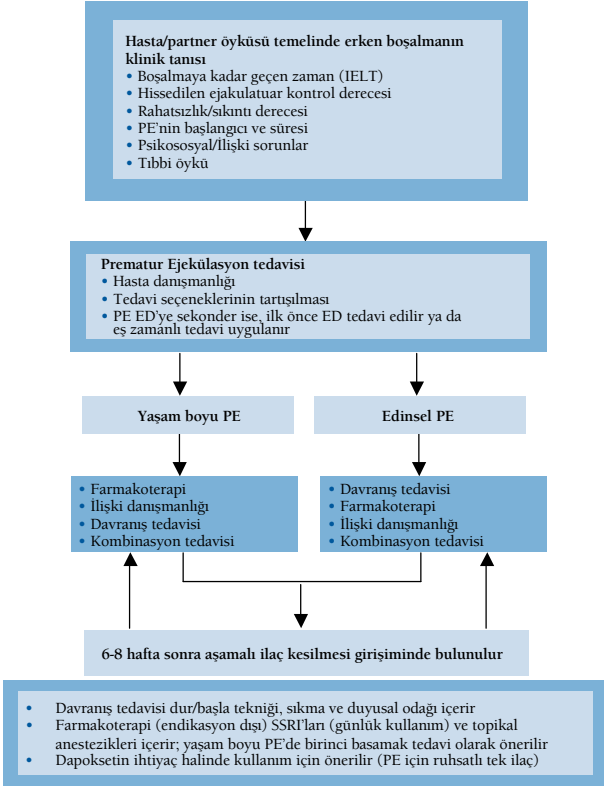 Hasta/partner öyküsü temelinde erken boşalmanın
klinik tanısı
• Boşalmaya kadar geçen zaman (IELT)
• Hissedilen ejakulatuar kontrol derecesi
• Rahatsızlık/sıkıntı derecesi
• PE'nin başlangıcı ve süresi
• Psikososyal/İlişki sorunlar
• Tıbbi öykü
Prematur Ejekülasyon tedavisi
• Hasta danışmanlığı
• Tedavi seçeneklerinin tartışılması
• PE ED'ye sekonder ise, ilk önce ED tedavi edilir ya da
eş zamanlı tedavi uygulanır
Yaşam boyu PE
Edinsel PE
• Farmakoterapi
• İlişki danışmanlığı
• Davranış tedavisi
• Kombinasyon tedavisi
• Davranış tedavisi
• Farmakoterapi
• İlişki danışmanlığı
• Kombinasyon tedavisi
6-8 hafta sonra aşamalı ilaç kesilmesi girişiminde bulunulur
• Davranış tedavisi dur/başla tekniği, sıkma ve duyusal odağı içerir
• Farmakoterapi (endikasyon dışı) SSRI'ları (günlük kullanım) ve topikal
anestezikleri içerir; yaşam boyu PE'de birinci basamak tedavi olarak önerilir
• Dapoksetin ihtiyaç halinde kullanım için önerilir (PE için ruhsatlı tek ilaç)